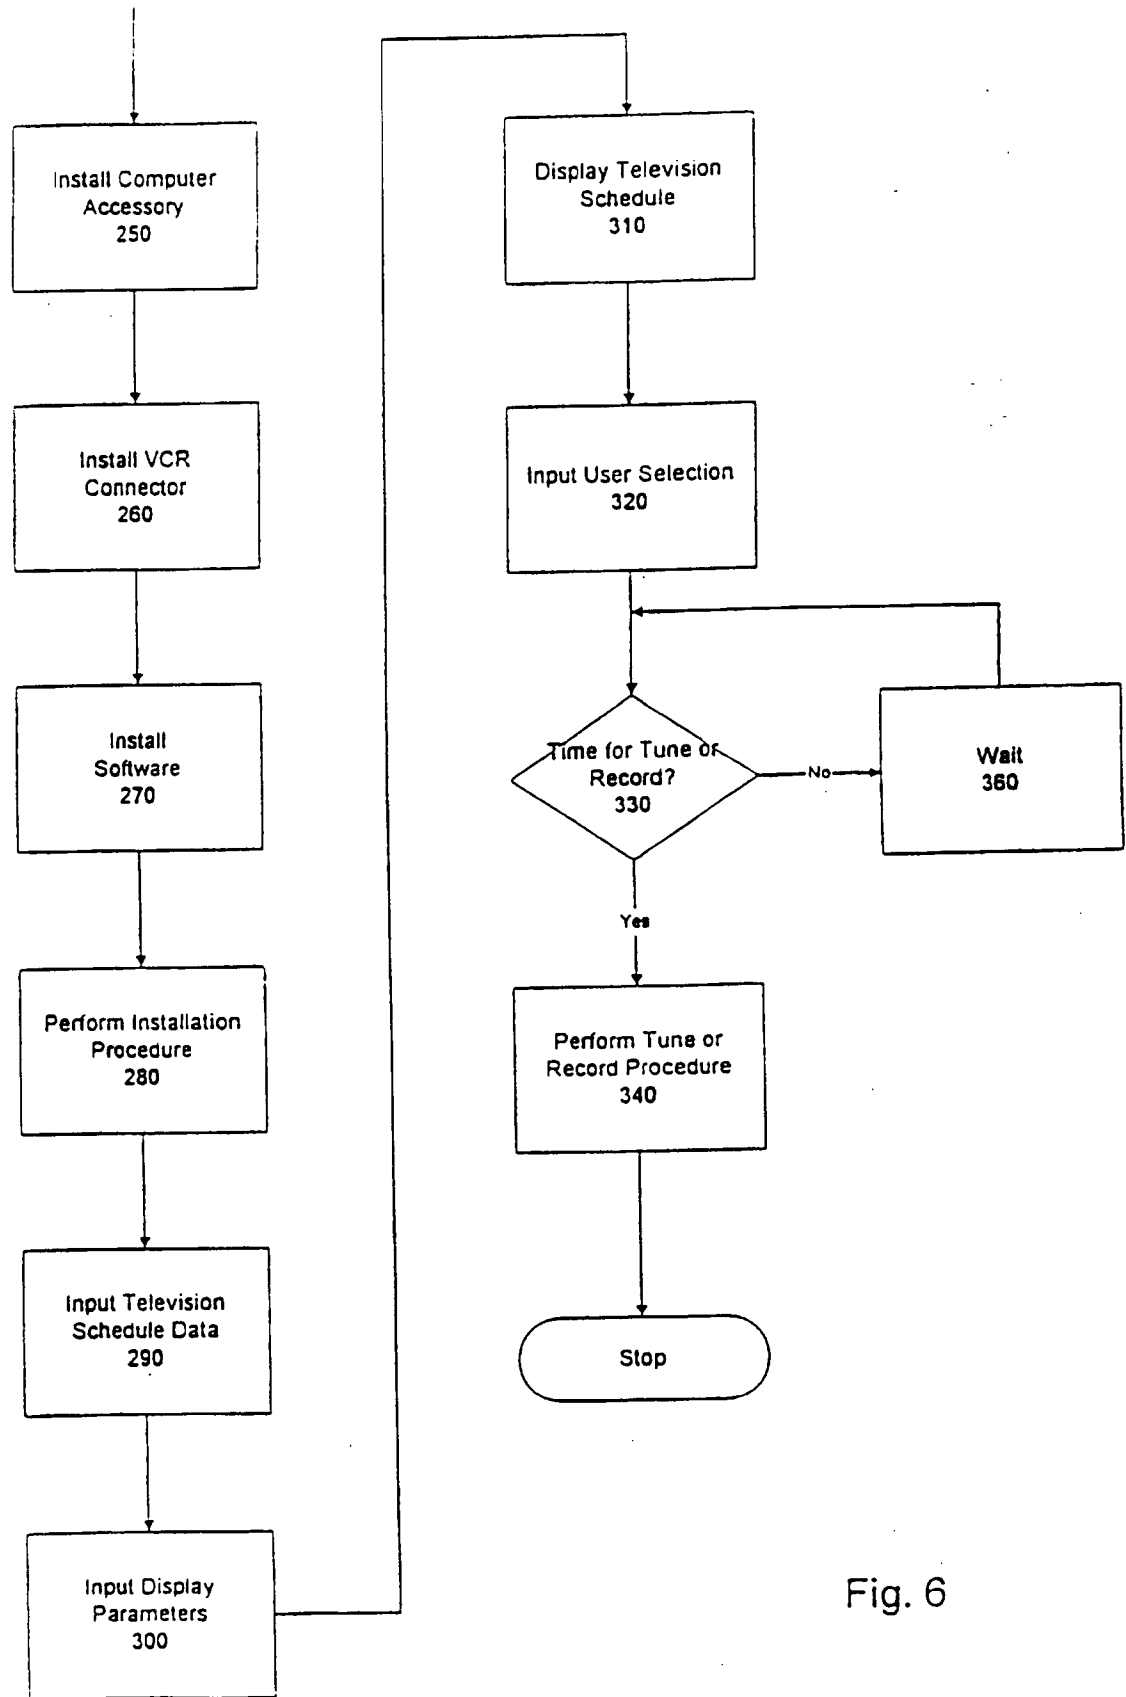 Install Computer
Accessory
250
Install VCR
Connector
260
Install
Software
270
Perform Installation
Procedure
280
Input Television
Schedule Data
290
Input Display
Parameters
300
Display Television
Schedule
310
Input User Selection
320
Time for Tune or
Record?
330
No
Wait
360
Yes
Perform Tune or
Record Procedure
340
Stop
Fig. 6